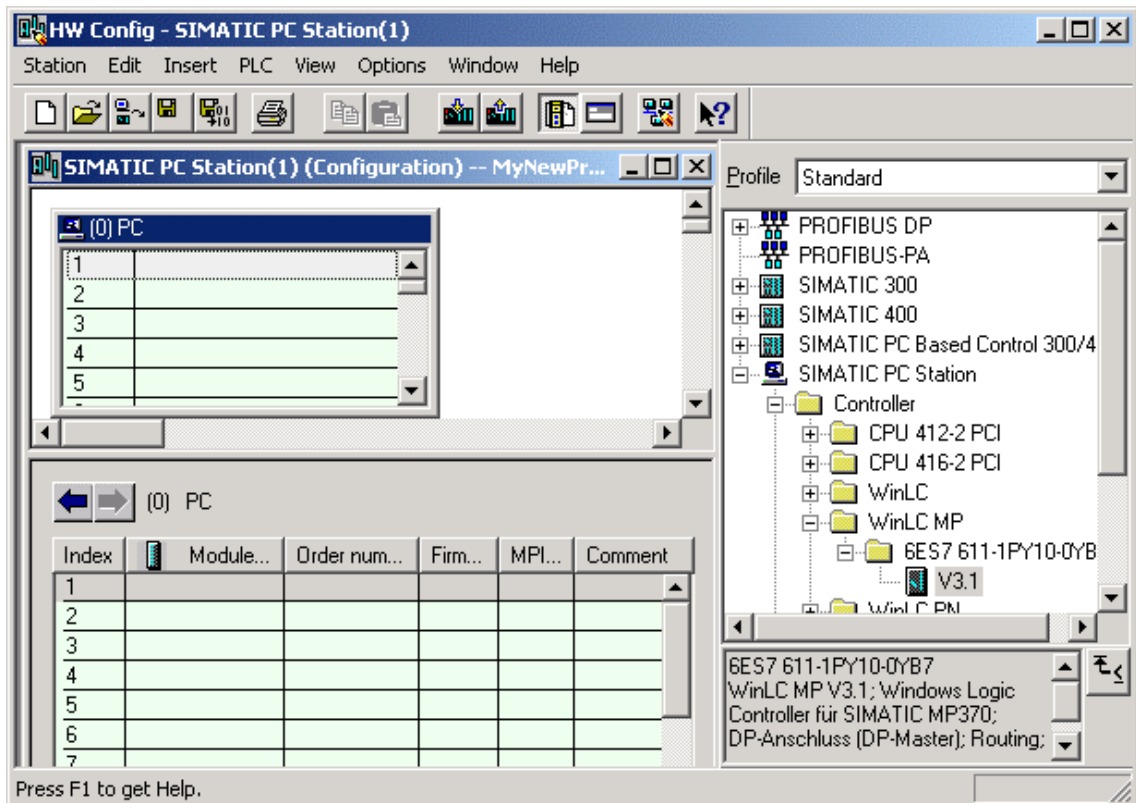 HW Config - SIMATIC PC Station(1)
Station Edit Insert PLC View Options Window Help
SIMATIC PC Station(1) (Configuration) -- MyNewPr...
(0) PC
1
2
3
4
5
(0) PC
Index Module... Order num... Firm... MPI... Comment
1
2
3
4
5
6
7
Profile Standard
PROFIBUS DP
PROFIBUS-PA
SIMATIC 300
SIMATIC 400
SIMATIC PC Based Control 300/4
SIMATIC PC Station
Controller
CPU 412-2 PCI
CPU 416-2 PCI
WinLC
WinLC MP
6ES7 611-1PY10-0YB
V3.1
WinLC PN
6ES7 611-1PY10-0YB7
WinLC MP V3.1; Windows Logic
Controller für SIMATIC MP370;
DP-Anschluss (DP-Master); Routing;
Press F1 to get Help.